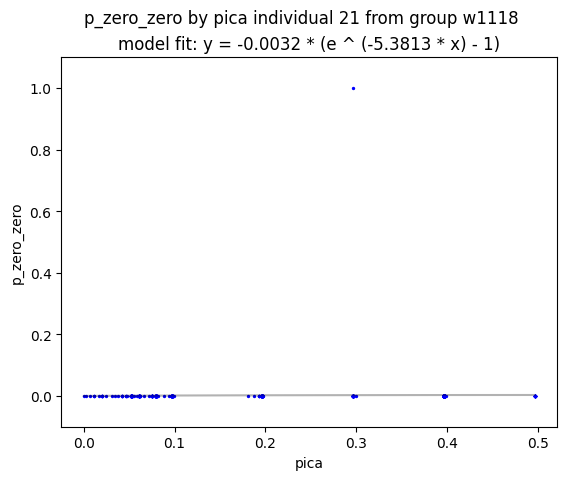 p_zero_zero by pica individual 21 from group w1118
model fit: y = -0.0032 * (e ^ (-5.3813 * x) - 1)
1.0
0.8
0.6
0.4
0.2
0.0
p_zero_zero
0.0 0.1 0.2 0.3 0.4 0.5
pica